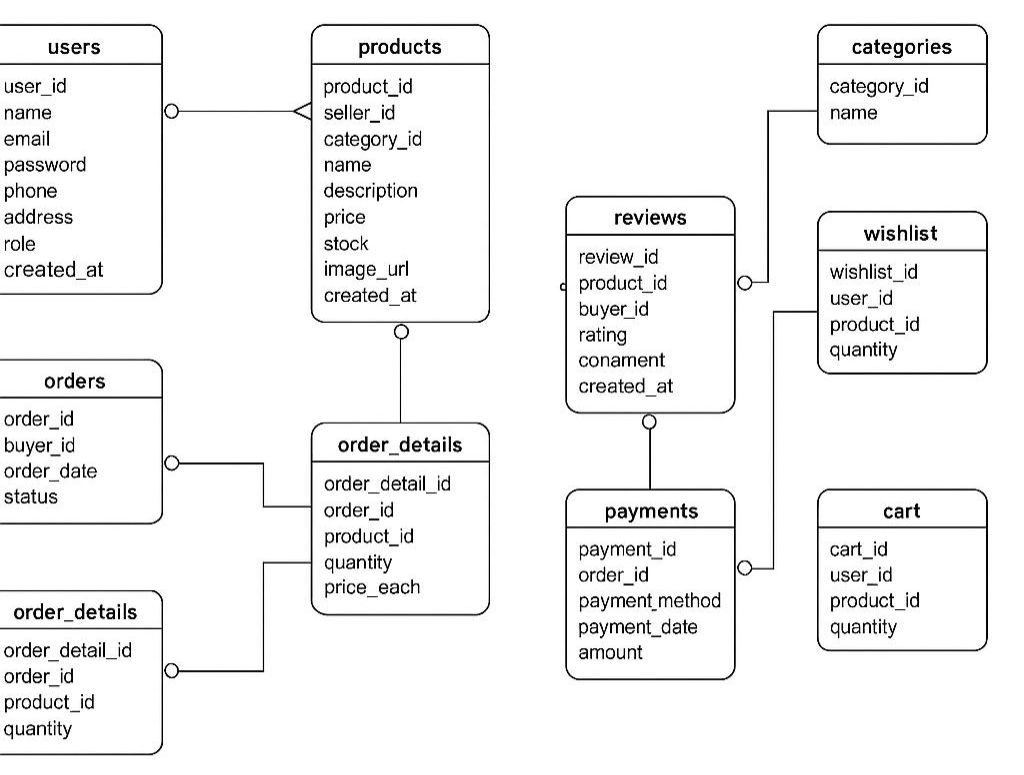 users
user_id
name
email
password
phone
address
role
created_at
products
product_id
seller_id
category_id
name
description
price
stock
image_url
created_at
categories
category_id
name
reviews
review_id
product_id
buyer_id
rating
conament
created_at
wishlist
wishlist_id
user_id
product_id
quantity
orders
order_id
buyer_id
order_date
status
order_details
order_detail_id
order_id
product_id
quantity
price_each
payments
payment_id
order_id
payment_method
payment_date
amount
cart
cart_id
user_id
product_id
quantity
order_details
order_detail_id
order_id
product_id
quantity